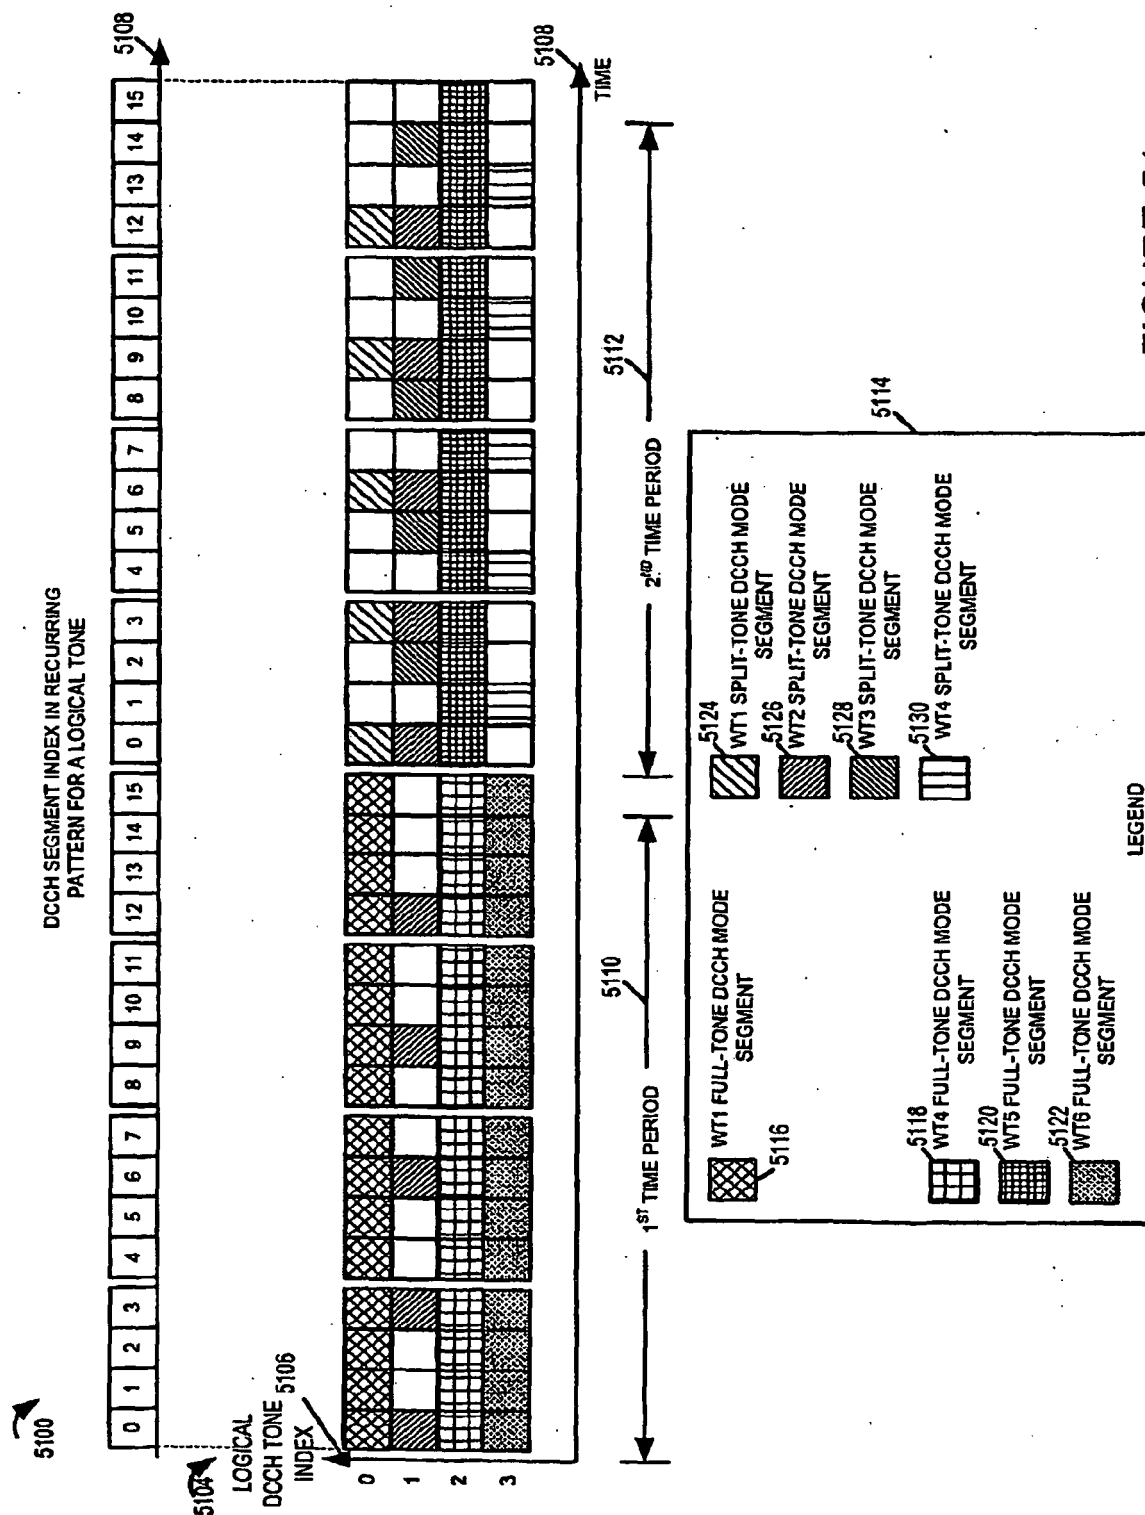 5100
DCCH SEGMENT INDEX IN RECURRING
PATTERN FOR A LOGICAL TONE
0 1 2 3 4 5 6 7 8 9 10 11 12 13 14 15 0 1 2 3 4 5 6 7 8 9 10 11 12 13 14 15
5108
5104
LOGICAL
DCCH TONE
INDEX
5106
0
1
2
3
5108
TIME
5110
5112
1ST TIME PERIOD
2ND TIME PERIOD
5114
WT1 FULL-TONE DCCH MODE
SEGMENT
5116
5118
WT4 FULL-TONE DCCH MODE
SEGMENT
5120
WT5 FULL-TONE DCCH MODE
SEGMENT
5122
WT6 FULL-TONE DCCH MODE
SEGMENT
5124
WT1 SPLIT-TONE DCCH MODE
SEGMENT
5126
WT2 SPLIT-TONE DCCH MODE
SEGMENT
5128
WT3 SPLIT-TONE DCCH MODE
SEGMENT
5130
WT4 SPLIT-TONE DCCH MODE
SEGMENT
LEGEND